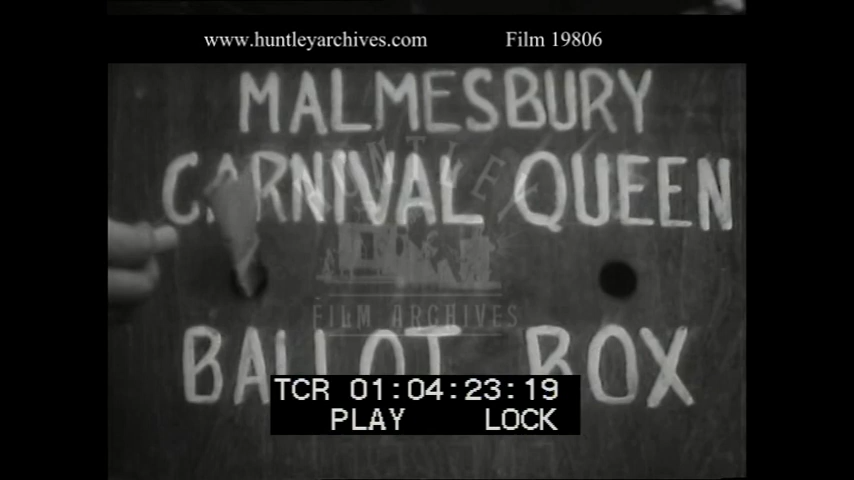 www.huntleyarchives.com Film 19806
MALMESBURY
CARNIVAL QUEEN
HUNTLEY
FILM ARCHIVES
BALLOT BOX
TCR 01:04:23:19
PLAY LOCK